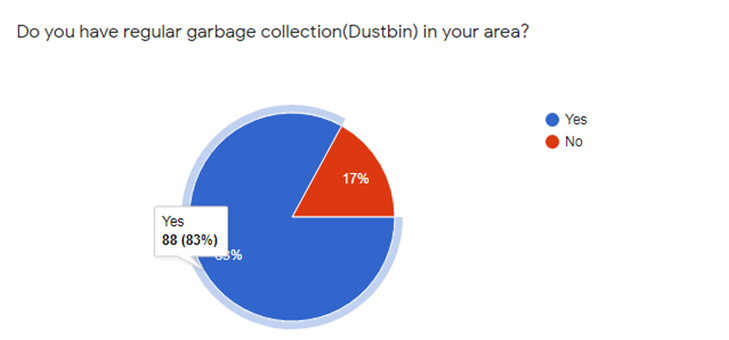 Do you have regular garbage collection(Dustbin) in your area?
Yes
No
17%
Yes
88 (83%)